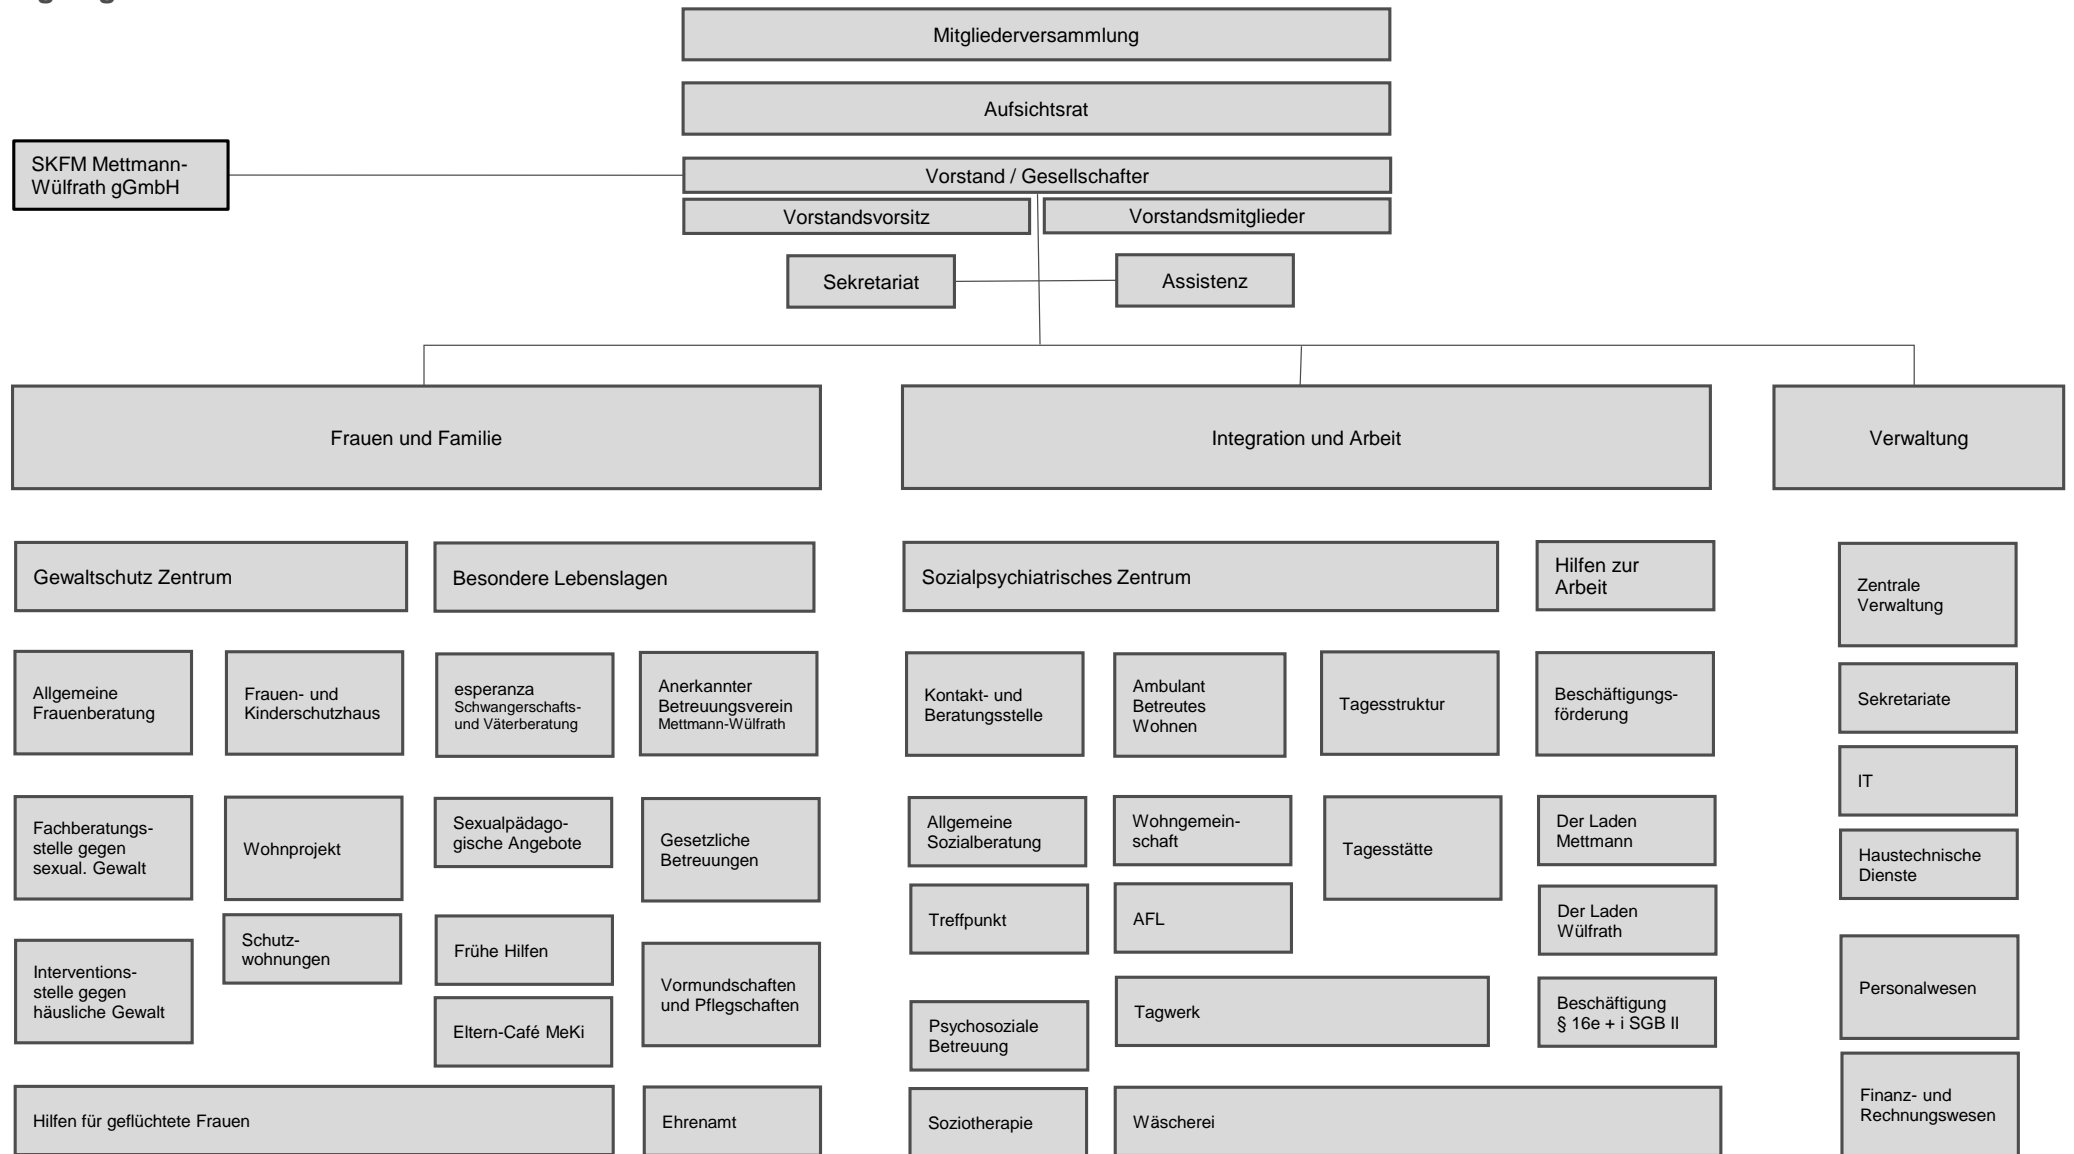 Mitgliederversammlung
Aufsichtsrat
SKFM Mettmann-
Wülfrath gGmbH
Vorstand / Gesellschafter
Vorstandsvorsitz
Vorstandsmitglieder
Sekretariat
Assistenz
Frauen und Familie
Integration und Arbeit
Verwaltung
Gewaltschutz Zentrum
Besondere Lebenslagen
Sozialpsychiatrisches Zentrum
Hilfen zur
Arbeit
Zentrale
Verwaltung
Allgemeine
Frauenberatung
Frauen- und
Kinderschutzhaus
esperanza
Schwangerschafts-
und Väterberatung
Anerkannter
Betreuungsverein
Mettmann-Wülfrath
Kontakt- und
Beratungsstelle
Ambulant
Betreutes
Wohnen
Tagesstruktur
Beschäftigungs-
förderung
Sekretariate
IT
Fachberatungs-
stelle gegen
sexual. Gewalt
Wohnprojekt
Sexualpädago-
gische Angebote
Gesetzliche
Betreuungen
Allgemeine
Sozialberatung
Wohngemein-
schaft
Tagesstätte
Der Laden
Mettmann
Haustechnische
Dienste
Schutz-
wohnungen
Frühe Hilfen
Treffpunkt
AFL
Der Laden
Wülfrath
Interventions-
stelle gegen
häusliche Gewalt
Eltern-Café MeKi
Vormundschaften
und Pflegschaften
Psychosoziale
Betreuung
Tagwerk
Beschäftigung
§ 16e + i SGB II
Personalwesen
Hilfen für geflüchtete Frauen
Ehrenamt
Soziotherapie
Wäscherei
Finanz- und
Rechnungswesen